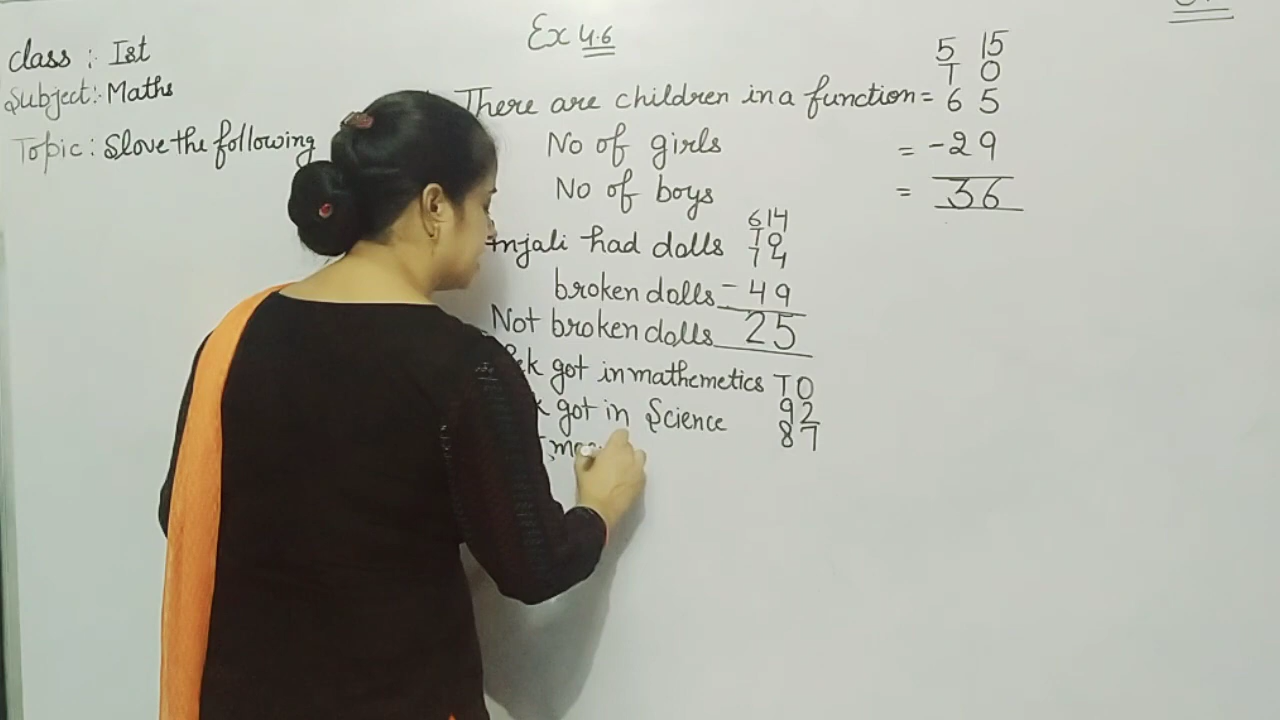 Ex 4.6
Class : Ist
Subject:- Maths
Topic : Slove the following
5 15
T O
There are children in a function = 6 5
No of girls = - 2 9
No of boys = 36
6 14
T O
had dolls 7 4
broken dolls - 4 9
Not broken dolls 25
got in mathemetics T O
9 2
got in Science 8 7